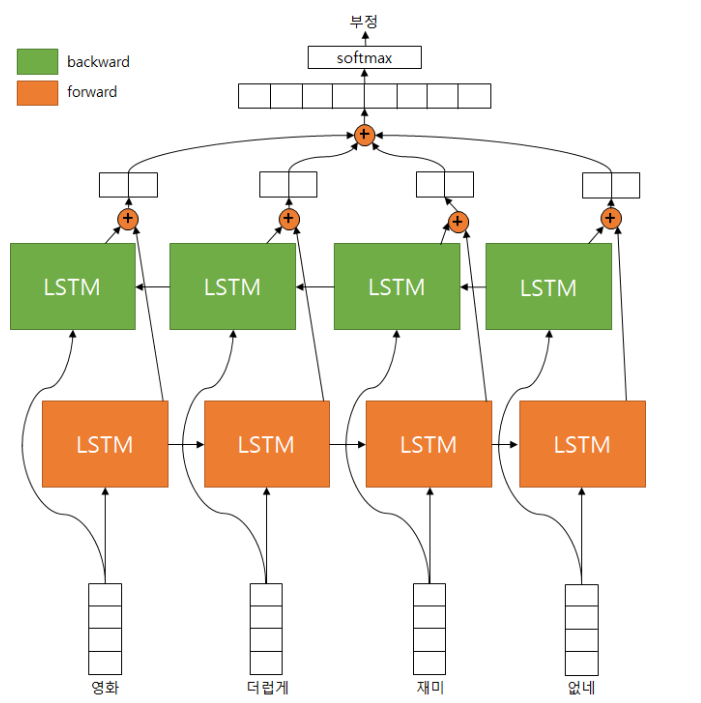 부정
softmax
backward
forward
+
+
+
+
+
LSTM
LSTM
LSTM
LSTM
LSTM
LSTM
LSTM
LSTM
영화
더럽게
재미
없네